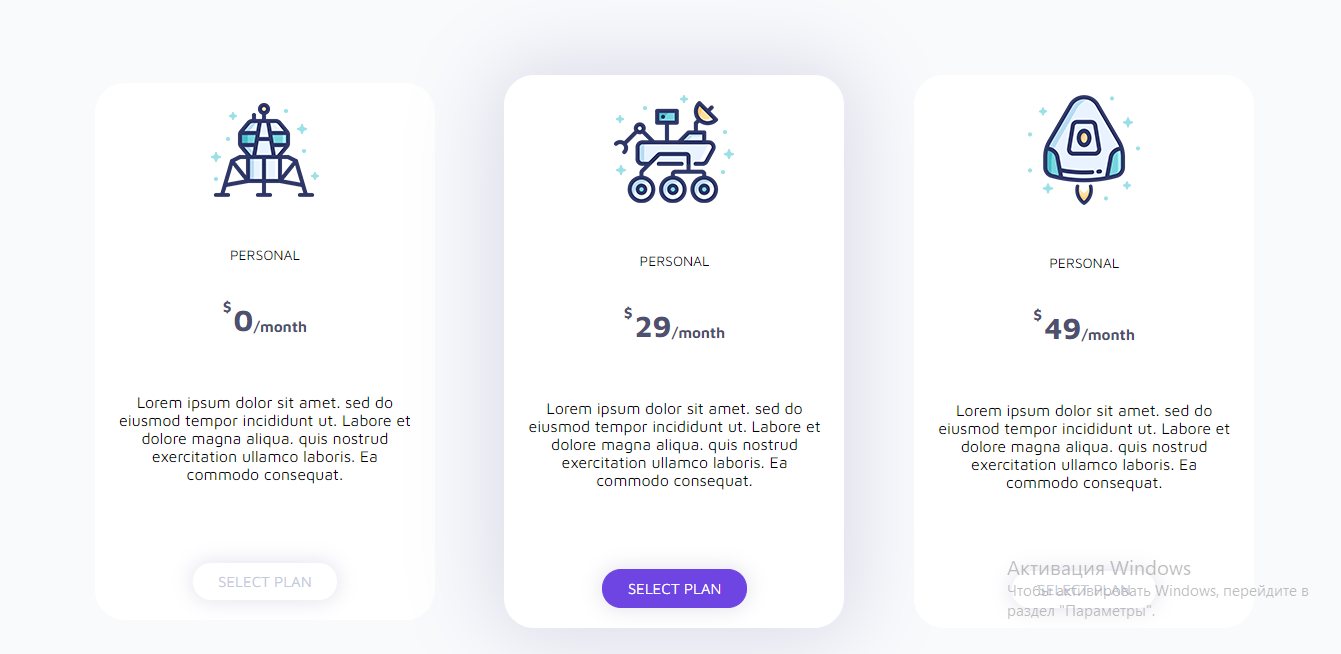 PERSONAL
$0/month
Lorem ipsum dolor sit amet. sed do
eiusmod tempor incididunt ut. Labore et
dolore magna aliqua. quis nostrud
exercitation ullamco laboris. Ea
commodo consequat.
SELECT PLAN
PERSONAL
$29/month
Lorem ipsum dolor sit amet. sed do
eiusmod tempor incididunt ut. Labore et
dolore magna aliqua. quis nostrud
exercitation ullamco laboris. Ea
commodo consequat.
SELECT PLAN
PERSONAL
$49/month
Lorem ipsum dolor sit amet. sed do
eiusmod tempor incididunt ut. Labore et
dolore magna aliqua. quis nostrud
exercitation ullamco laboris. Ea
commodo consequat.
SELECT PLAN
Активация Windows
Чтобы активировать Windows, перейдите в
раздел "Параметры".